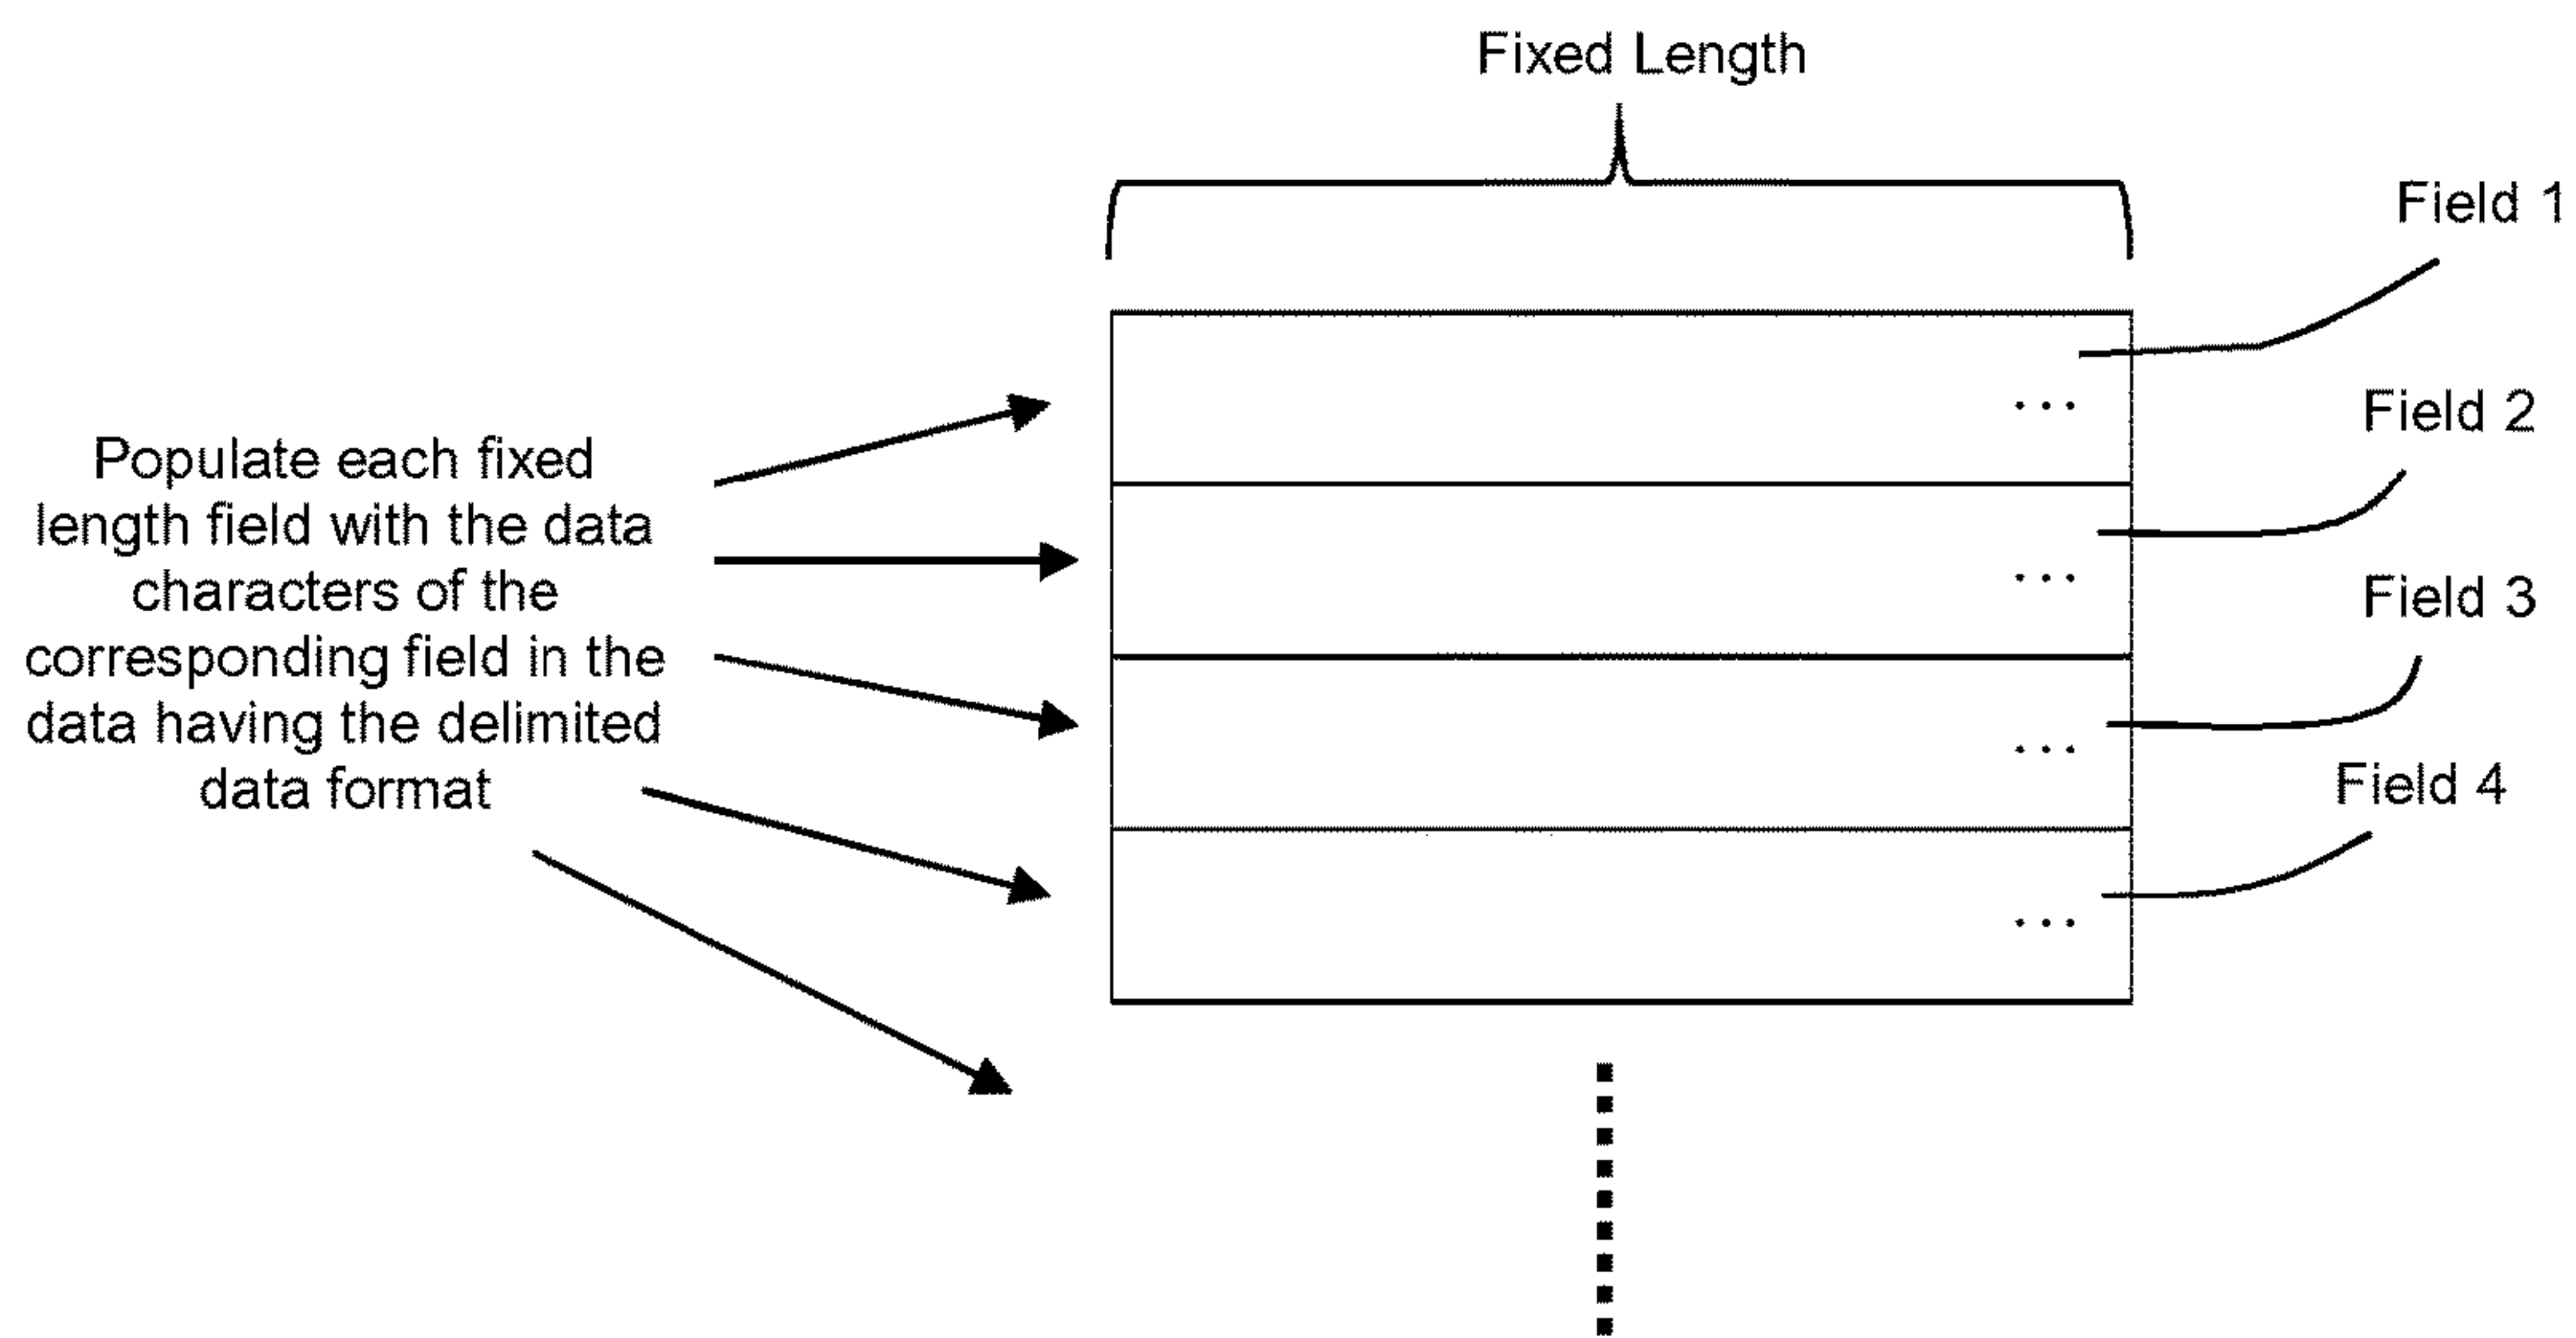 Fixed Length
Field 1
Field 2
Populate each fixed
length field with the data
characters of the
corresponding field in the
data having the delimited
data format
Field 3
Field 4
...
...
...
...